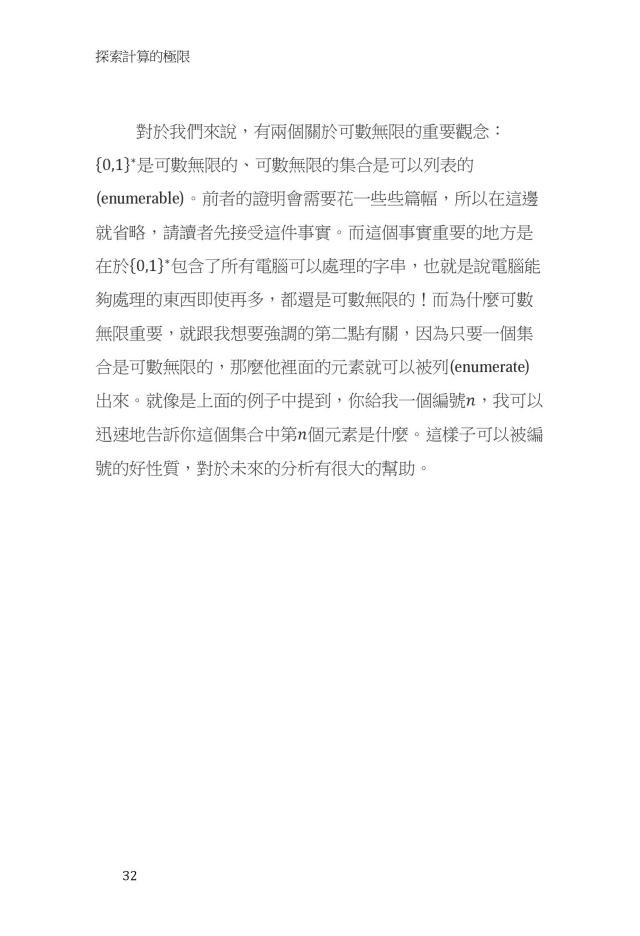 探索計算的極限
對於我們來說，有兩個關於可數無限的重要觀念：
{0,1}*是可數無限的、可數無限的集合是可以列表的
(enumerable)。前者的證明會需要花一些些篇幅，所以在這邊
就省略，請讀者先接受這件事實。而這個事實重要的地方是
在於{0,1}*包含了所有電腦可以處理的字串，也就是說電腦能
夠處理的東西即使再多，都還是可數無限的！而為什麼可數
無限重要，就跟我想要強調的第二點有關，因為只要一個集
合是可數無限的，那麼他裡面的元素就可以被列(enumerate)
出來。就像是上面的例子中提到，你給我一個編號n，我可以
迅速地告訴你這個集合中第n個元素是什麼。這樣子可以被編
號的好性質，對於未來的分析有很大的幫助。
32